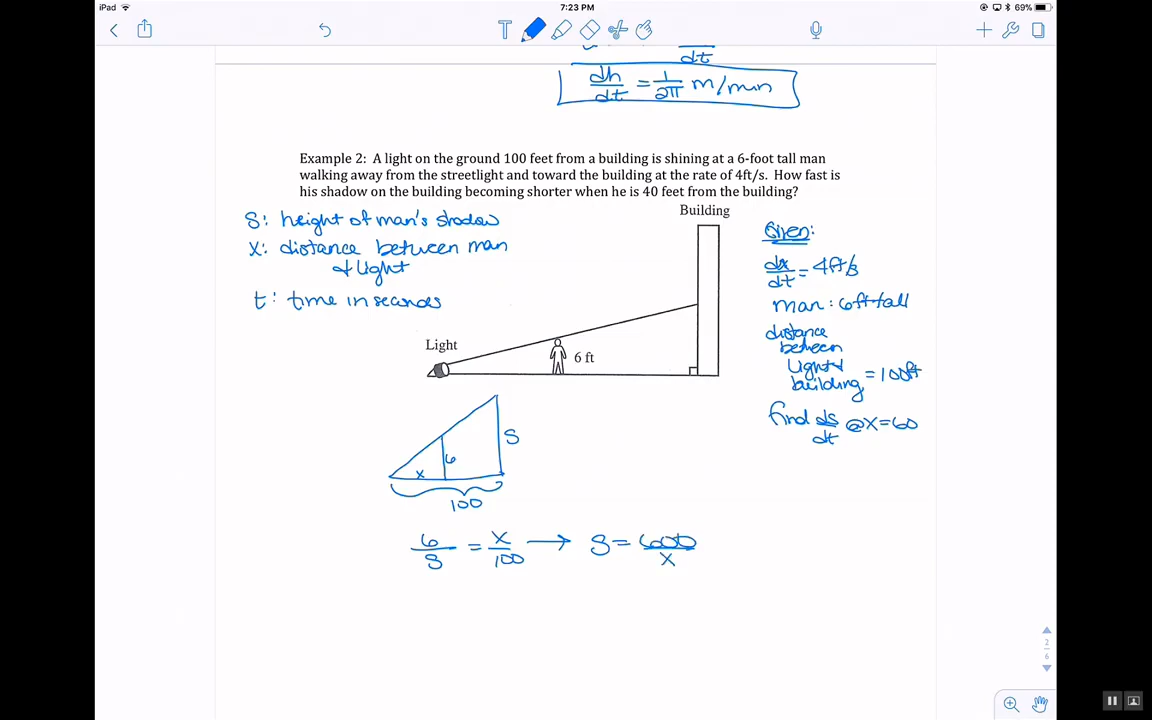 iPad
7:23 PM
69%
T
dt
dh/dt = 1/2π m/min
Example 2: A light on the ground 100 feet from a building is shining at a 6-foot tall man
walking away from the streetlight and toward the building at the rate of 4ft/s. How fast is
his shadow on the building becoming shorter when he is 40 feet from the building?
S: height of man's shadow
x: distance between man
& light
t: time in seconds
Building
Light
6 ft
Given:
dx/dt = 4ft/s
man: 6ft tall
distance
between
light &
building = 100ft
find ds/dt @ x=60
S
6
x
100
6/S = x/100 → S = 600/x
2
6